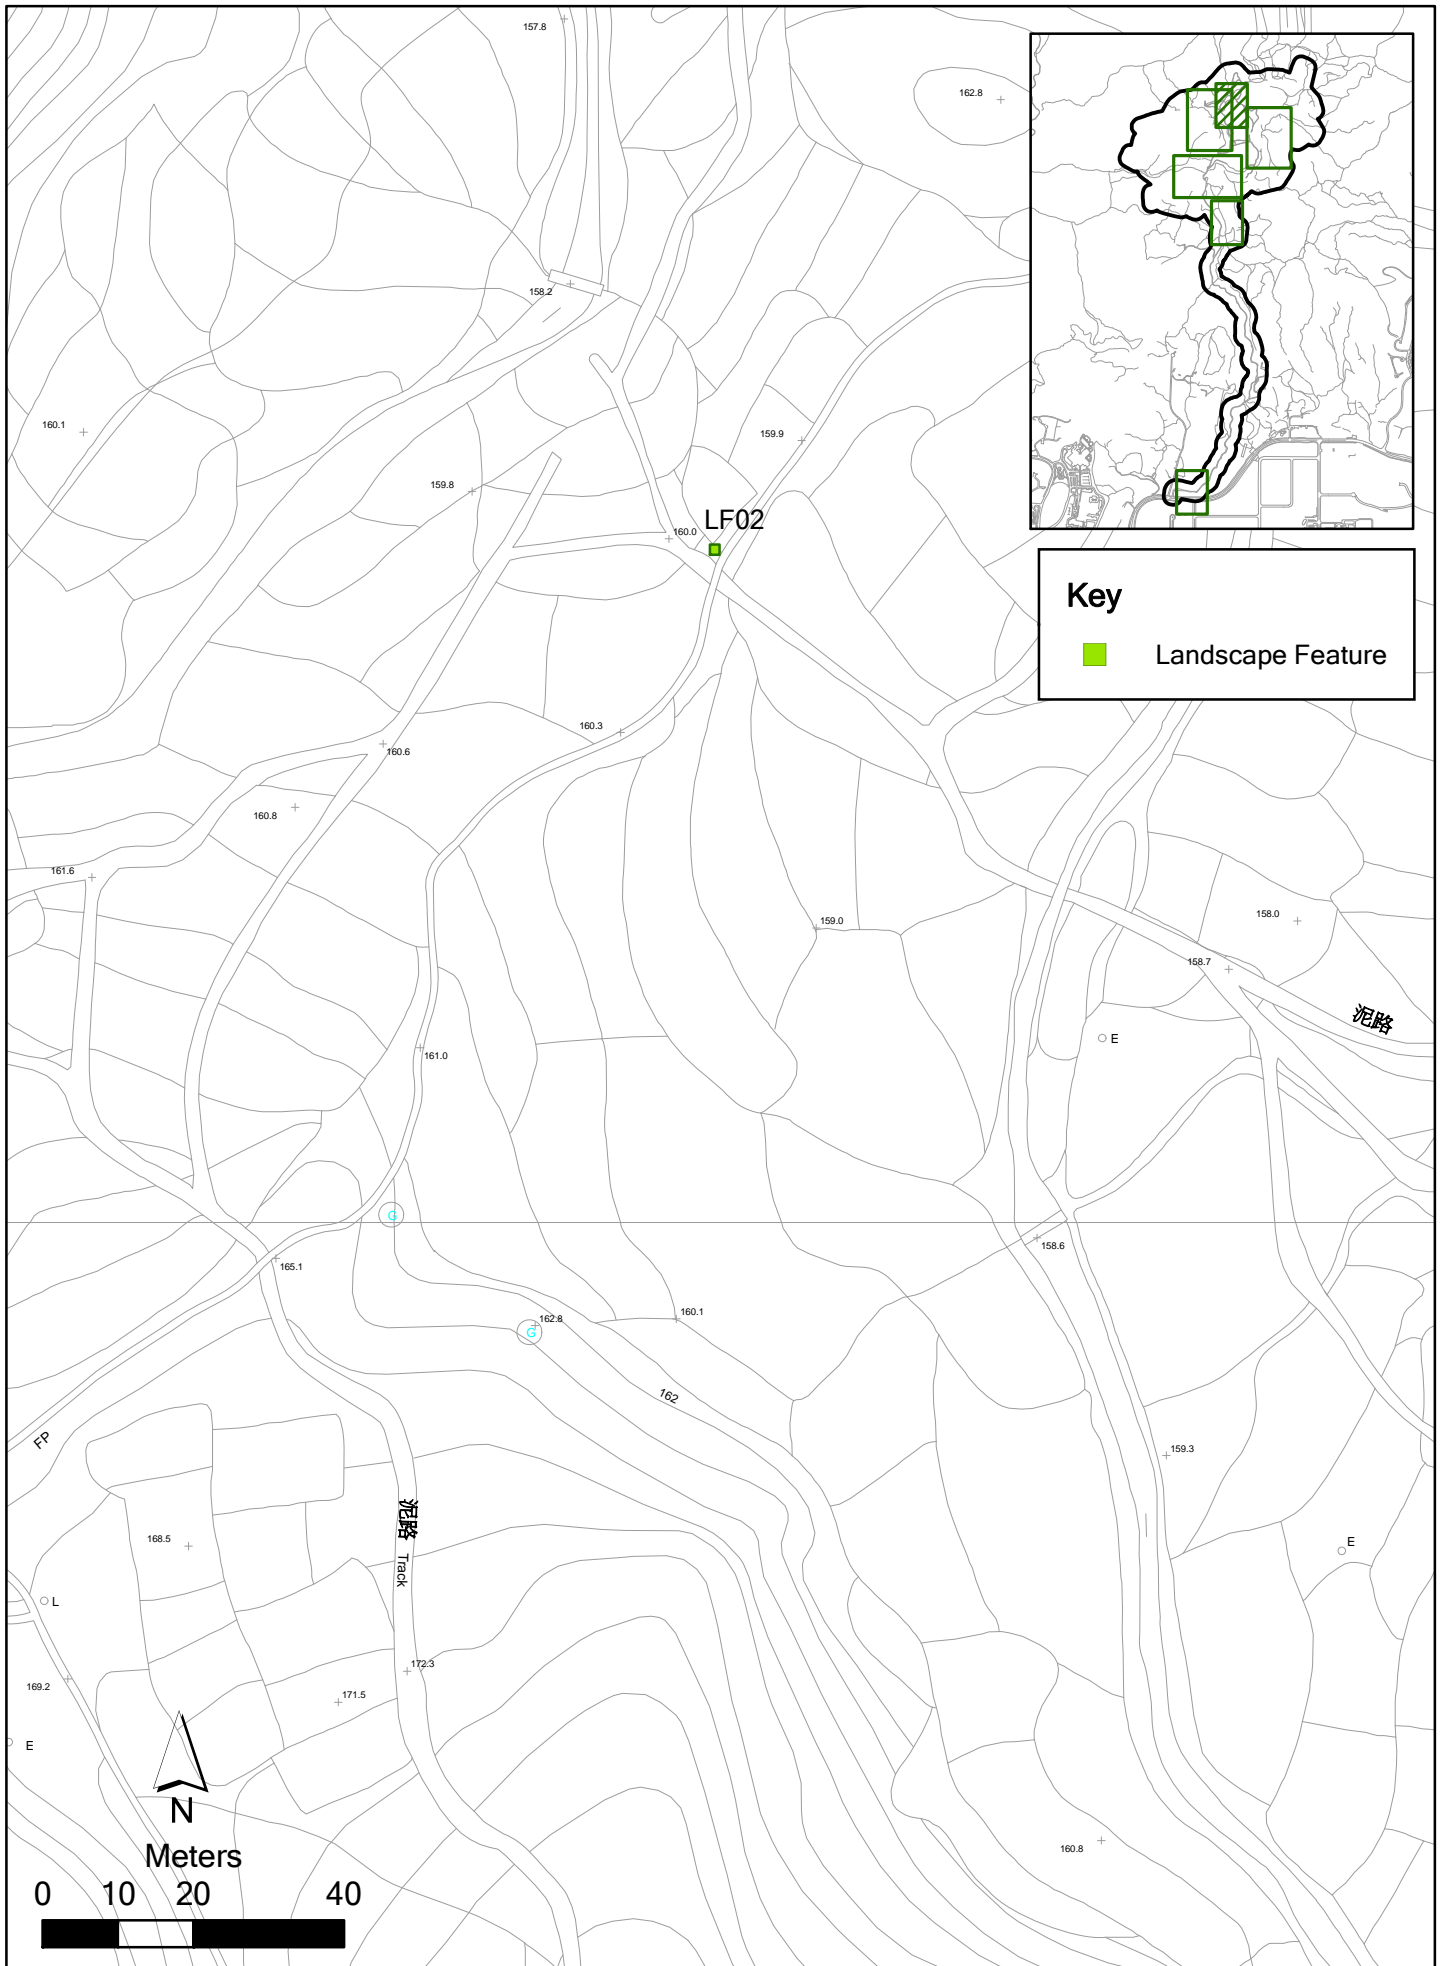 157.8
162.8
158.2
160.1
159.9
159.8
LF02
160.0
Key
Landscape Feature
160.3
160.6
160.8
161.6
159.0
158.0
158.7
泥路
E
161.0
G
158.6
165.1
160.1
162.8
G
162
FP
159.3
泥路
Track
168.5
E
L
172.3
169.2
171.5
E
N
160.8
Meters
0 10 20 40